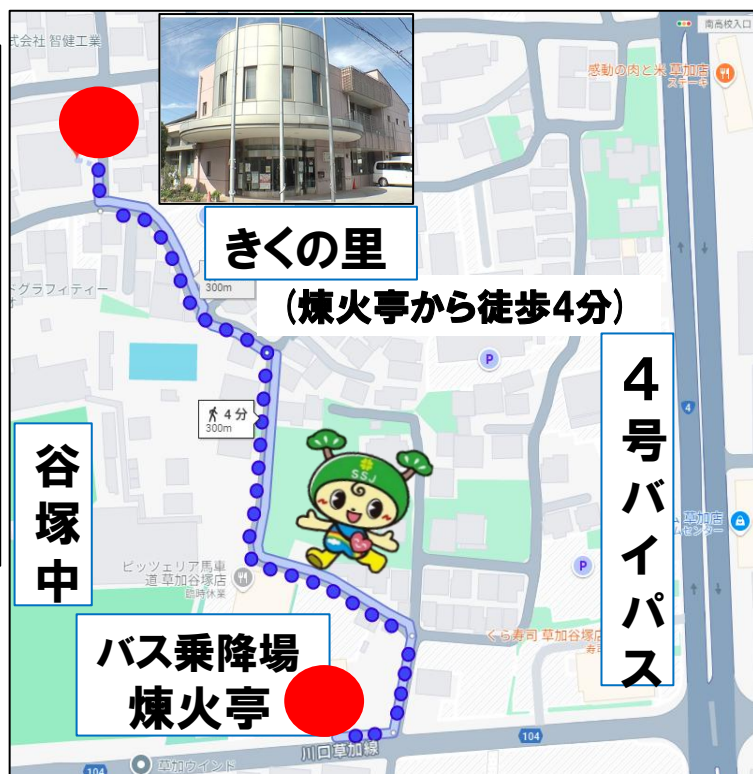 式会社 智健工業
南高校入口
感動の肉と米 草加店
ステーキ
きくの里
300m
(煉火亭から徒歩4分)
ドグラフィティー
P
4号バイパス
4
4 分
300m
SSJ
谷塚中
草加店
ムセンター
ピッツェリア馬車
道 草加谷塚店
臨時休業
P
くら寿司 草加谷塚店
寿司
バス乗降場
煉火亭
川口草加線
104
104
草加ウインド